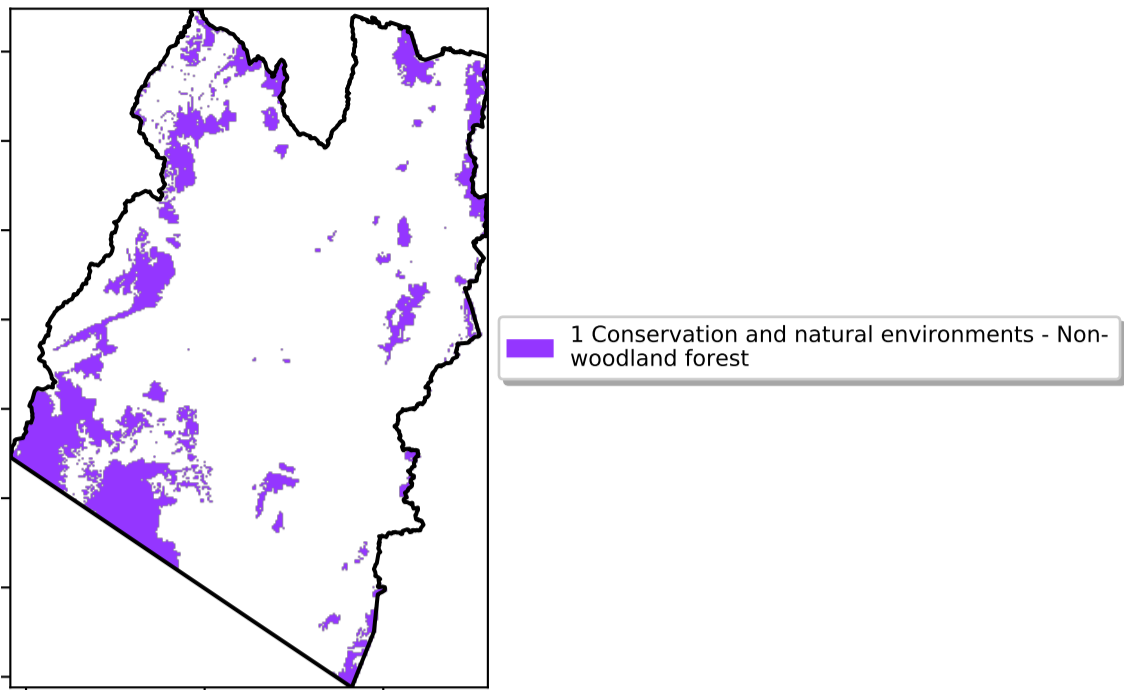 1 Conservation and natural environments - Non-
woodland forest